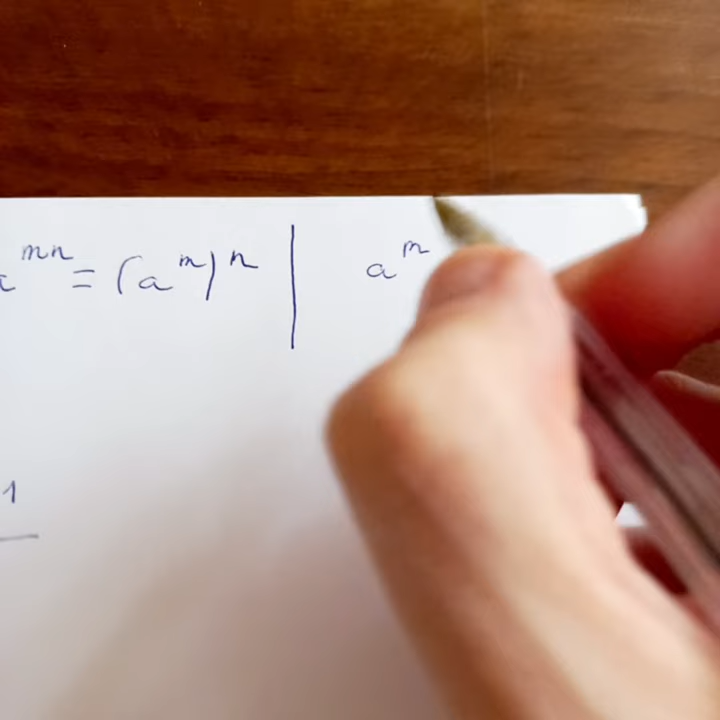 a^{mn} = (a^m)^n | a^m
1